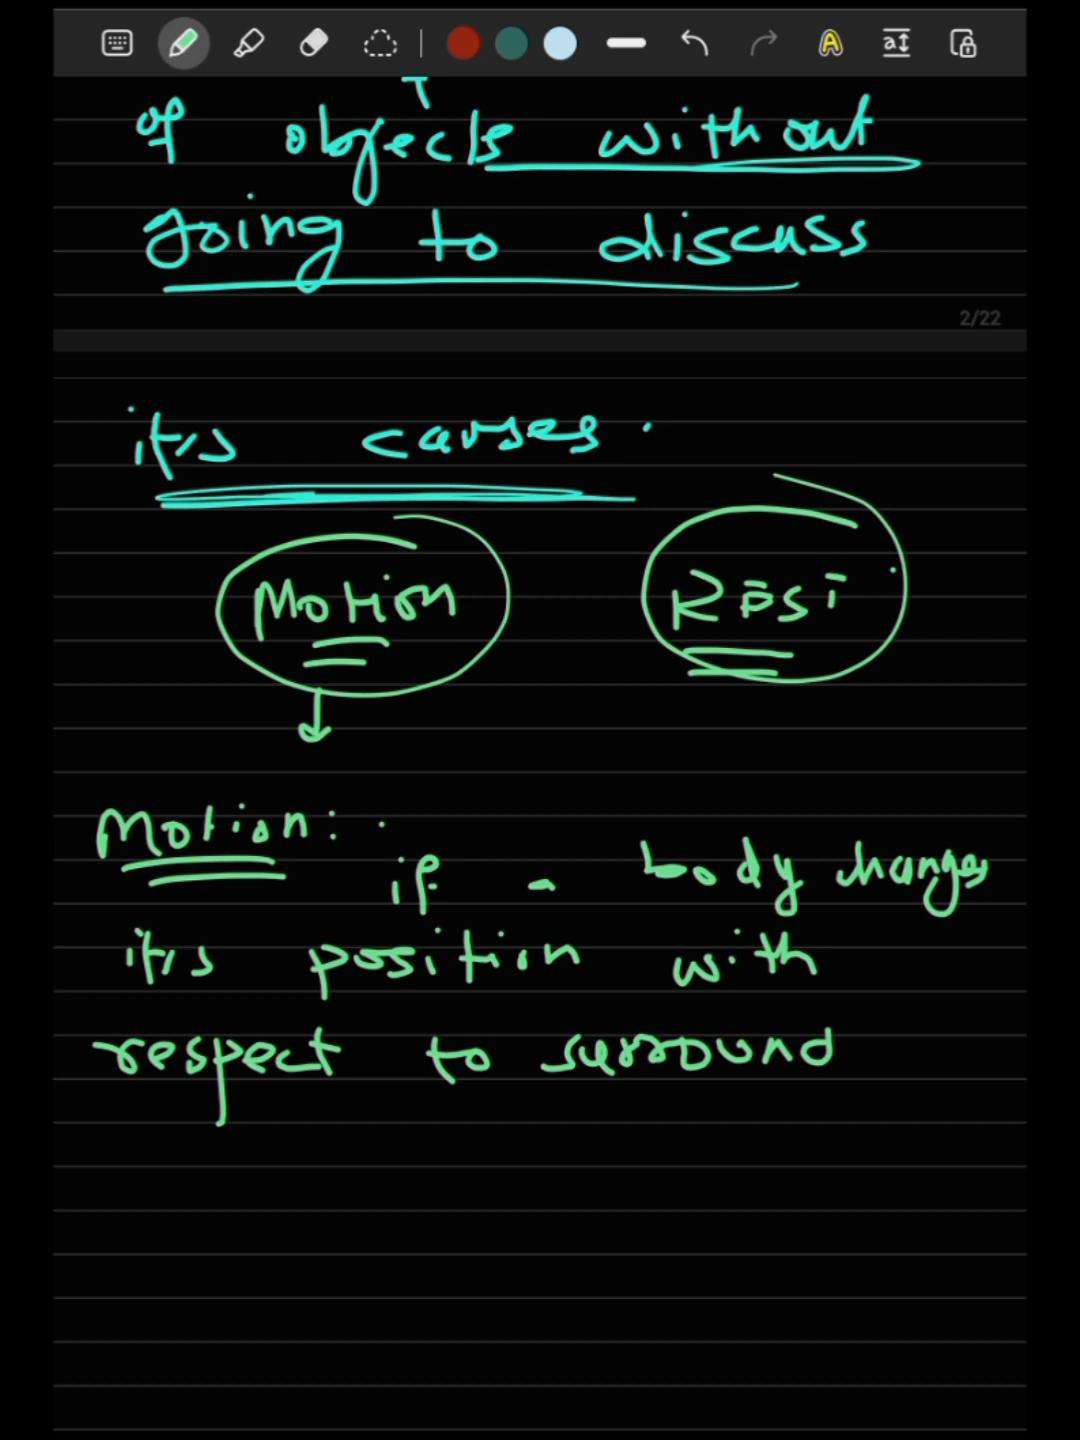 of objects without
going to discuss
2/22
it's causes.
Motion Rest
Motion: if a body changes
it's position with
respect to surround